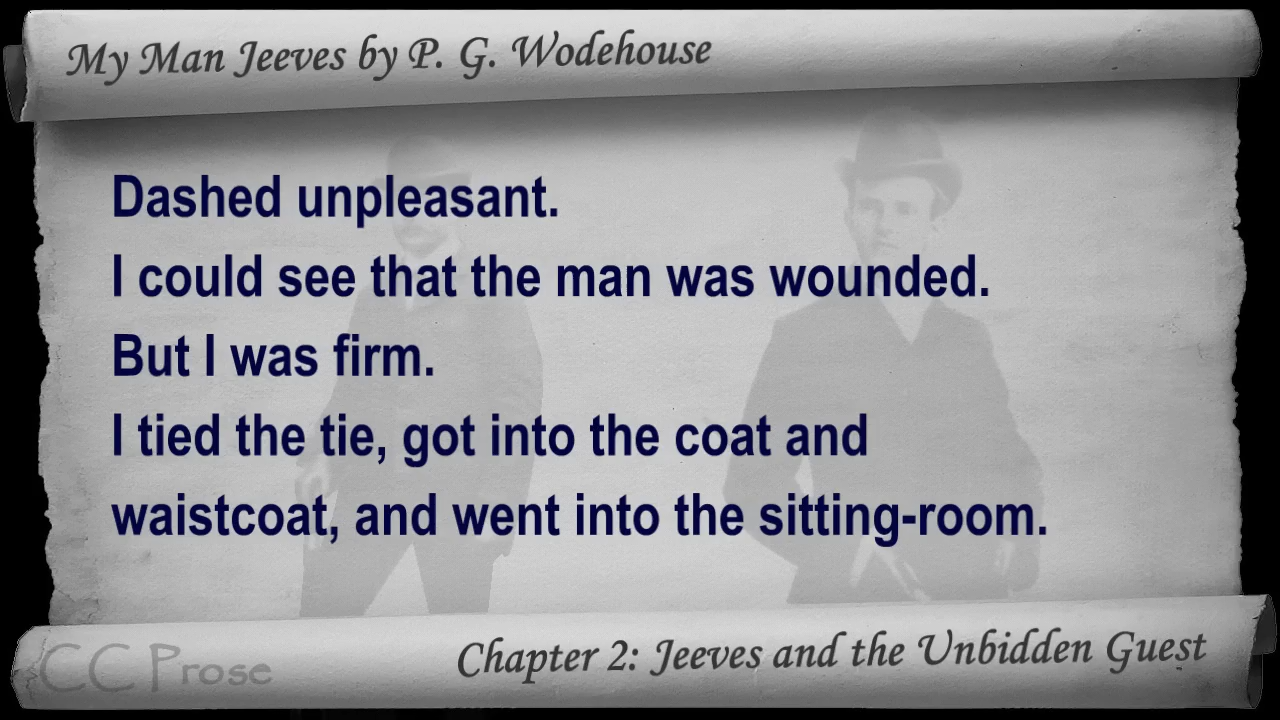 My Man Jeeves by P. G. Wodehouse
Dashed unpleasant.
I could see that the man was wounded.
But I was firm.
I tied the tie, got into the coat and
waistcoat, and went into the sitting-room.
CC Prose
Chapter 2: Jeeves and the Unbidden Guest